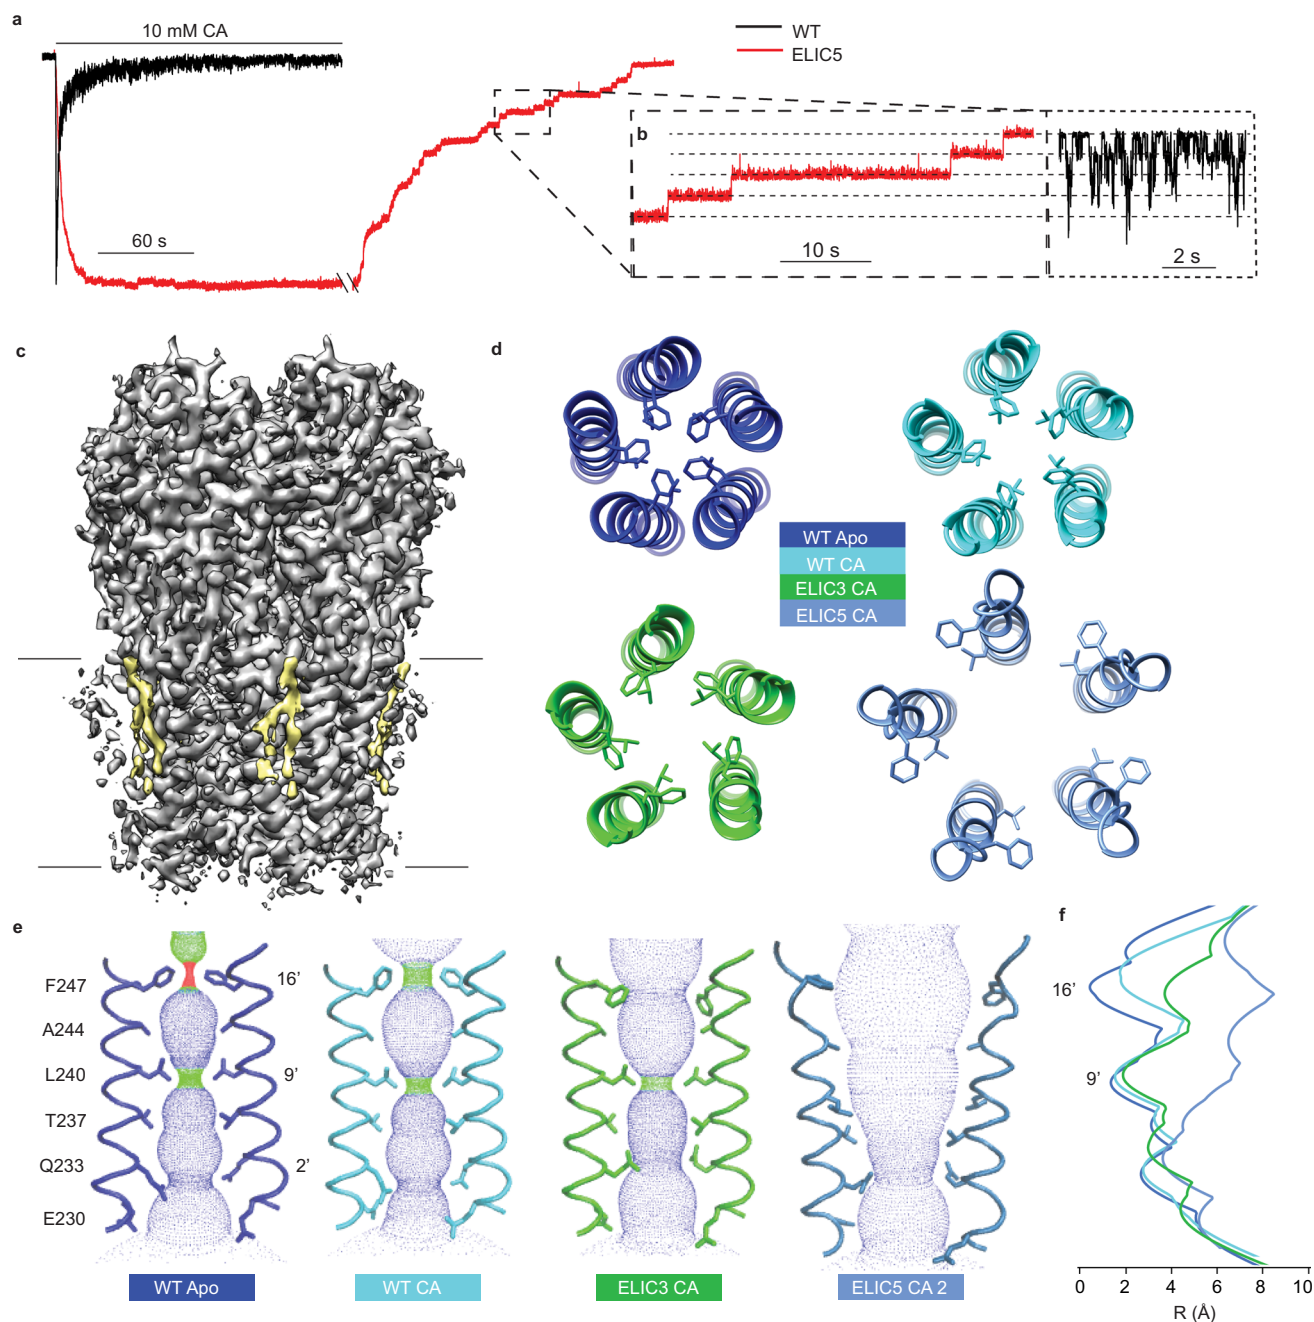 a
10 mM CA
WT
ELIC5
60 s
b
10 s
2 s
c
d
WT Apo
WT CA
ELIC3 CA
ELIC5 CA
e
F247
A244
L240
T237
Q233
E230
16'
9'
2'
WT Apo
WT CA
ELIC3 CA
ELIC5 CA 2
f
16'
9'
0 2 4 6 8 10
R (Å)